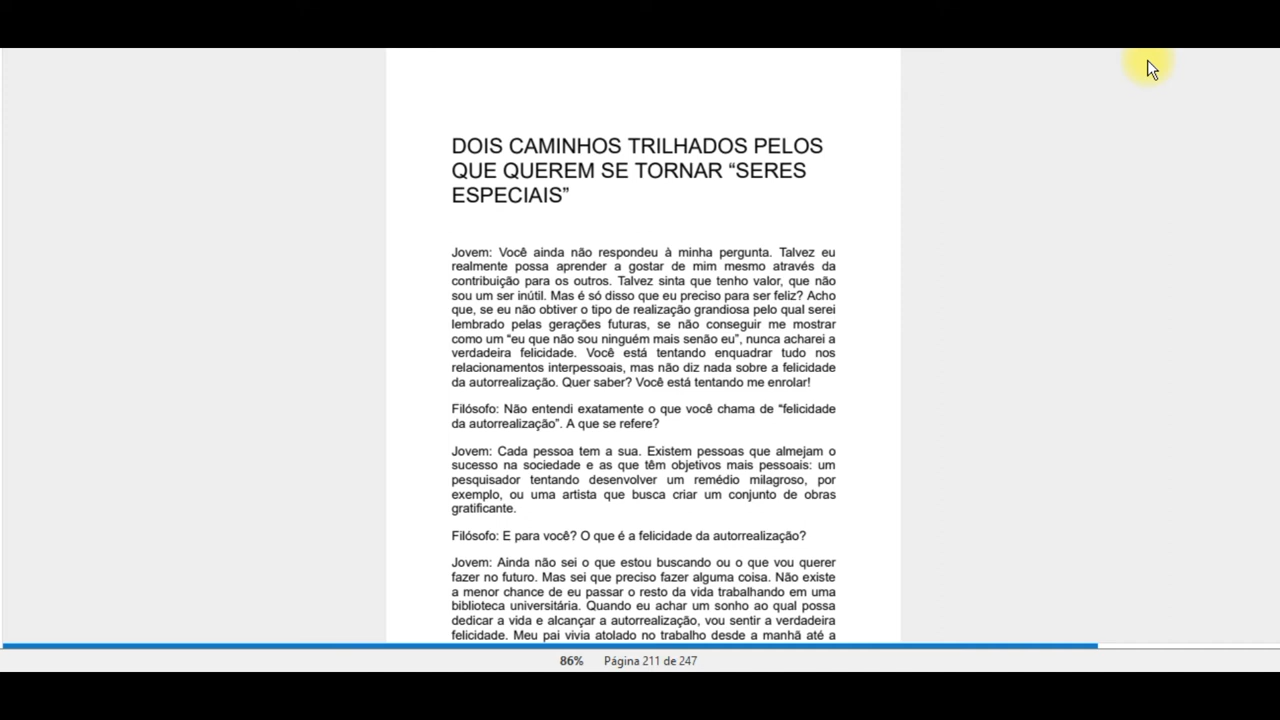 DOIS CAMINHOS TRILHADOS PELOS
QUE QUEREM SE TORNAR “SERES
ESPECIAIS”
Jovem: Você ainda não respondeu à minha pergunta. Talvez eu
realmente possa aprender a gostar de mim mesmo através da
contribuição para os outros. Talvez sinta que tenho valor, que não
sou um ser inútil. Mas é só disso que eu preciso para ser feliz? Acho
que, se eu não obtiver o tipo de realização grandiosa pelo qual serei
lembrado pelas gerações futuras, se não conseguir me mostrar
como um “eu que não sou ninguém mais senão eu”, nunca acharei a
verdadeira felicidade. Você está tentando enquadrar tudo nos
relacionamentos interpessoais, mas não diz nada sobre a felicidade
da autorrealização. Quer saber? Você está tentando me enrolar!
Filósofo: Não entendi exatamente o que você chama de “felicidade
da autorrealização”. A que se refere?
Jovem: Cada pessoa tem a sua. Existem pessoas que almejam o
sucesso na sociedade e as que têm objetivos mais pessoais: um
pesquisador tentando desenvolver um remédio milagroso, por
exemplo, ou uma artista que busca criar um conjunto de obras
gratificante.
Filósofo: E para você? O que é a felicidade da autorrealização?
Jovem: Ainda não sei o que estou buscando ou o que vou querer
fazer no futuro. Mas sei que preciso fazer alguma coisa. Não existe
a menor chance de eu passar o resto da vida trabalhando em uma
biblioteca universitária. Quando eu achar um sonho ao qual possa
dedicar a vida e alcançar a autorrealização, vou sentir a verdadeira
felicidade. Meu pai vivia atolado no trabalho desde a manhã até a
86% Página 211 de 247